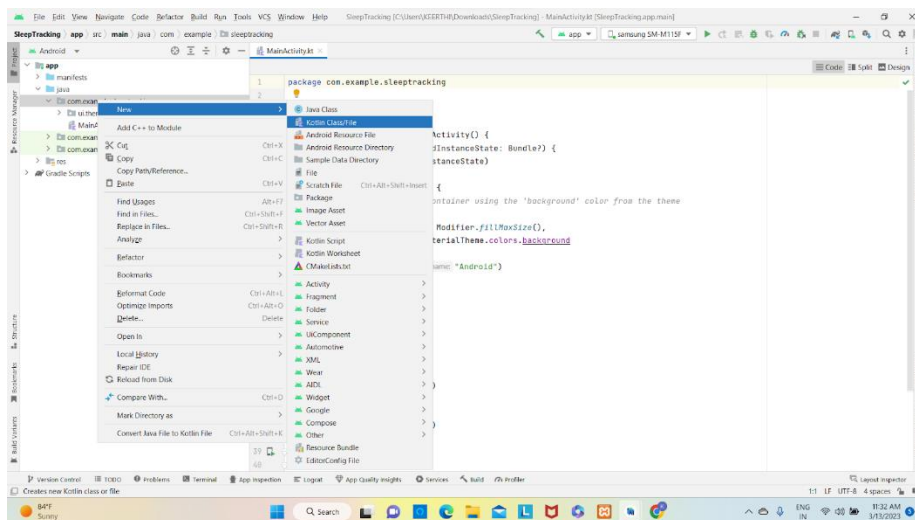 File Edit View Navigate Code Refactor Build Run Tools VCS Window Help SleepTracking [C:\Users\KEERTHI\Downloads\SleepTracking] - MainActivity.kt [SleepTracking.app.main]
SleepTracking app src main java com example sleeptracking
app samsung SM-M115F
Android
MainActivity.kt
Code Split Design
Project
Resource Manager
Structure
Bookmarks
Build Variants
app
manifests
java
com.exam
ui.ther
MainA
com.exam
com.exam
res
Gradle Scripts
New
Add C++ to Module
Cut Ctrl+X
Copy Ctrl+C
Copy Path/Reference...
Paste Ctrl+V
Find Usages Alt+F7
Find in Files... Ctrl+Shift+F
Replace in Files... Ctrl+Shift+R
Analyze
Refactor
Bookmarks
Reformat Code Ctrl+Alt+L
Optimize Imports Ctrl+Alt+O
Delete... Delete
Open In
Local History
Repair IDE
Reload from Disk
Compare With... Ctrl+D
Mark Directory as
Convert Java File to Kotlin File Ctrl+Alt+Shift+K
Java Class
Kotlin Class/File
Android Resource File
Android Resource Directory
Sample Data Directory
File
Scratch File Ctrl+Alt+Shift+Insert
Package
Image Asset
Vector Asset
Kotlin Script
Kotlin Worksheet
CMakeLists.txt
Activity
Fragment
Folder
Service
UiComponent
Automotive
XML
Wear
AIDL
Widget
Google
Compose
Other
Resource Bundle
EditorConfig File
1 package com.example.sleeptracking
2
Activity() {
dInstanceState: Bundle?) {
stanceState)
{
ontainer using the 'background' color from the theme
Modifier.fillMaxSize(),
terialTheme.colors.background
name: "Android")
)
)
39
48
Version Control TODO Problems Terminal App Inspection Logcat App Quality Insights Services Build Profiler Layout Inspector
Creates new Kotlin class or file 1:1 LF UTF-8 4 spaces
84°F
Sunny
Search
ENG
IN
11:32 AM
3/13/2023